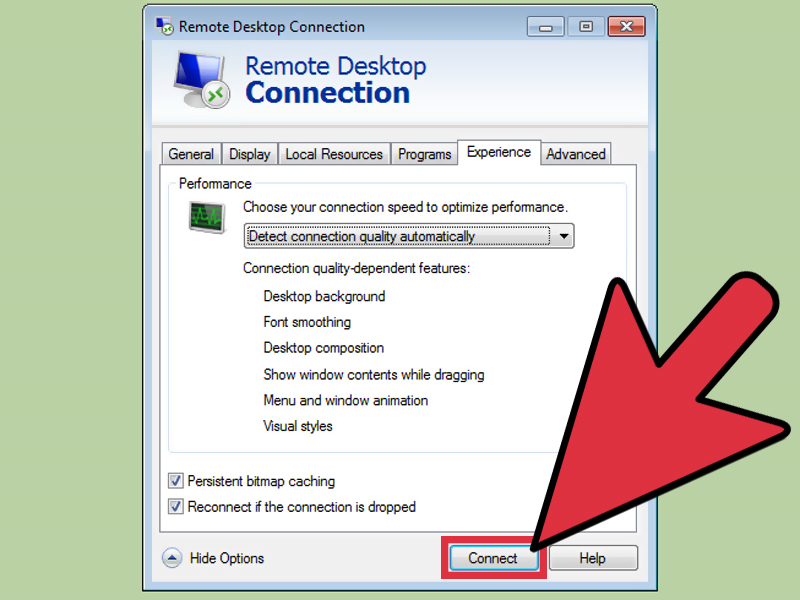 Remote Desktop Connection
Remote Desktop
Connection
General Display Local Resources Programs Experience Advanced
Performance
Choose your connection speed to optimize performance.
Detect connection quality automatically
Connection quality-dependent features:
Desktop background
Font smoothing
Desktop composition
Show window contents while dragging
Menu and window animation
Visual styles
Persistent bitmap caching
Reconnect if the connection is dropped
Hide Options Connect Help